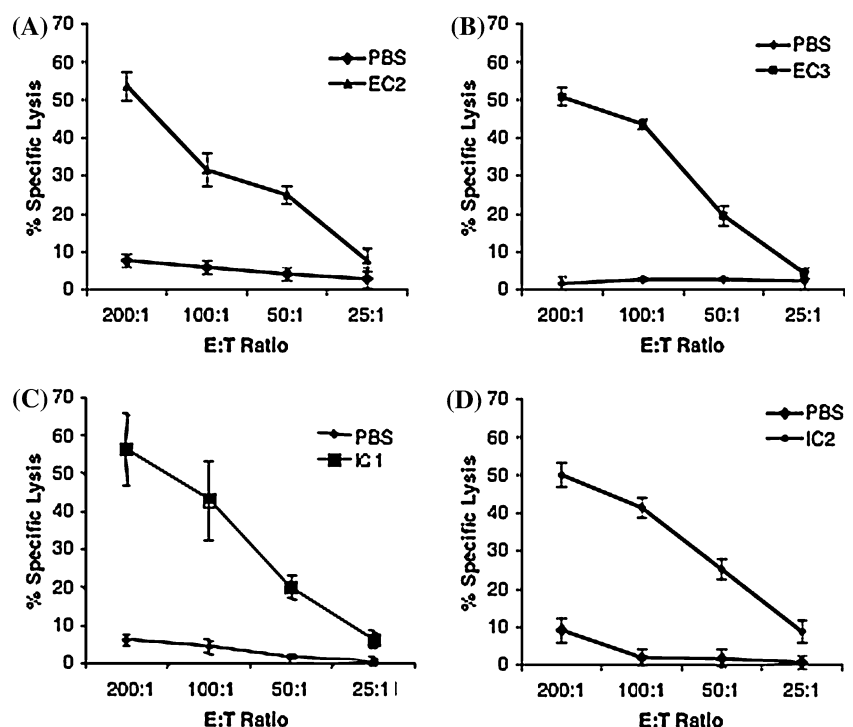 (A)
70
60
50
40
30
20
10
0
% Specific Lysis
PBS
EC2
200:1 100:1 50:1 25:1
E:T Ratio
(B)
70
60
50
40
30
20
10
0
% Specific Lysis
PBS
EC3
200:1 100:1 50:1 25:1
E:T Ratio
(C)
70
60
50
40
30
20
10
0
% Specific Lysis
PBS
IC1
200:1 100:1 50:1 25:1
E:T Ratio
(D)
70
60
50
40
30
20
10
0
% Specific Lysis
PBS
IC2
200:1 100:1 50:1 25:1
E:T Ratio